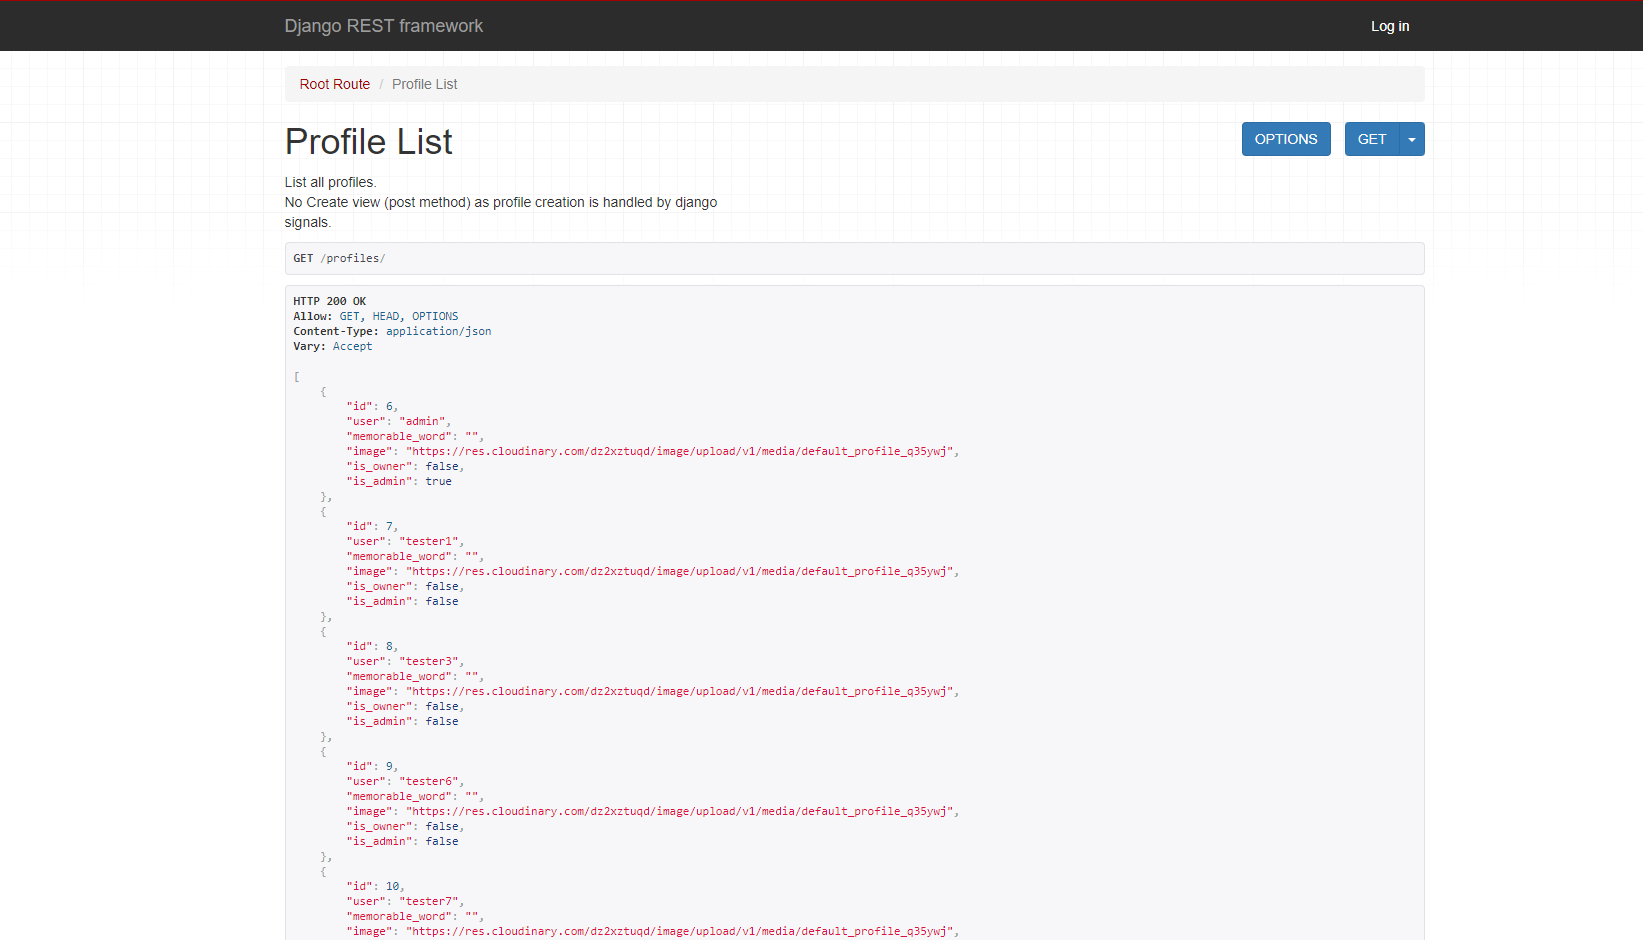 Django REST framework
Log in
Root Route / Profile List
Profile List
OPTIONS
GET
List all profiles.
No Create view (post method) as profile creation is handled by django
signals.
GET /profiles/
HTTP 200 OK
Allow: GET, HEAD, OPTIONS
Content-Type: application/json
Vary: Accept
[
    {
        "id": 6,
        "user": "admin",
        "memorable_word": "",
        "image": "https://res.cloudinary.com/dz2xztuqd/image/upload/v1/media/default_profile_q35ywj",
        "is_owner": false,
        "is_admin": true
    },
    {
        "id": 7,
        "user": "tester1",
        "memorable_word": "",
        "image": "https://res.cloudinary.com/dz2xztuqd/image/upload/v1/media/default_profile_q35ywj",
        "is_owner": false,
        "is_admin": false
    },
    {
        "id": 8,
        "user": "tester3",
        "memorable_word": "",
        "image": "https://res.cloudinary.com/dz2xztuqd/image/upload/v1/media/default_profile_q35ywj",
        "is_owner": false,
        "is_admin": false
    },
    {
        "id": 9,
        "user": "tester6",
        "memorable_word": "",
        "image": "https://res.cloudinary.com/dz2xztuqd/image/upload/v1/media/default_profile_q35ywj",
        "is_owner": false,
        "is_admin": false
    },
    {
        "id": 10,
        "user": "tester7",
        "memorable_word": "",
        "image": "https://res.cloudinary.com/dz2xztuqd/image/upload/v1/media/default_profile_q35ywj",